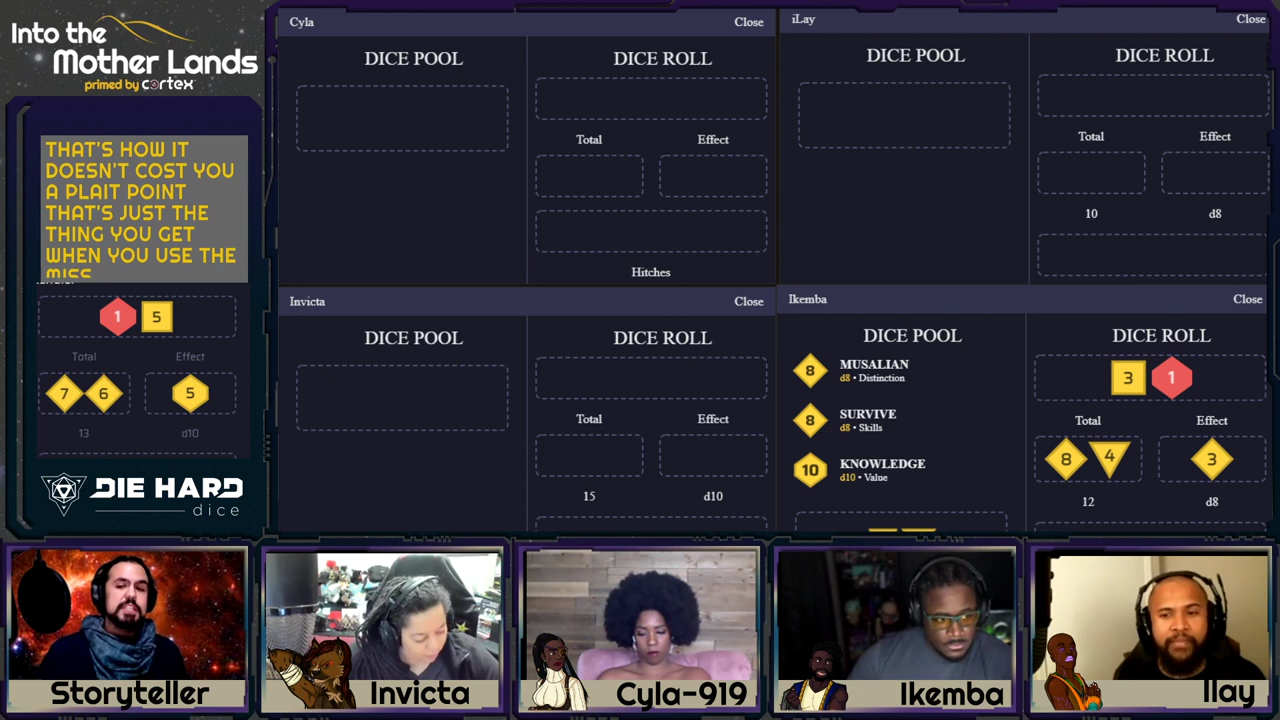 Into the
Mother Lands
primed by cortex
THAT'S HOW IT
DOESN'T COST YOU
A PLAIT POINT
THAT'S JUST THE
THING YOU GET
WHEN YOU USE THE
MISS
1 5
Total Effect
7 6 5
13 d10
DIE HARD
dice
Cyla Close
DICE POOL DICE ROLL
Total Effect
Hitches
iLay Close
DICE POOL DICE ROLL
Total Effect
10 d8
Invicta Close
DICE POOL DICE ROLL
Total Effect
15 d10
Ikemba Close
DICE POOL DICE ROLL
8 MUSALIAN
d8 • Distinction
8 SURVIVE
d8 • Skills
10 KNOWLEDGE
d10 • Value
3 1
Total Effect
8 4 3
12 d8
Storyteller
Invicta
Cyla-919
Ikemba
Ilay